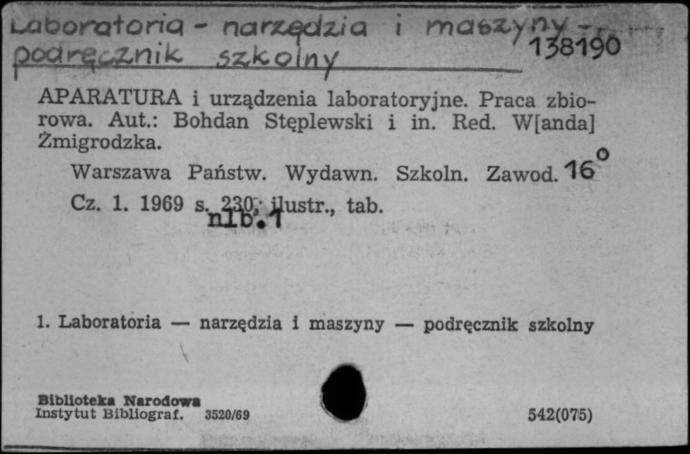 Laboratoria - narzędzia i maszyny -
podręcznik szkolny
138190
APARATURA i urządzenia laboratoryjne. Praca zbio-
rowa. Aut.: Bohdan Stęplewski i in. Red. W[anda]
Żmigrodzka.
Warszawa Państw. Wydawn. Szkoln. Zawod. 16°
Cz. 1. 1969 s. 230, ilustr., tab.
nlb. 1
1. Laboratoria — narzędzia i maszyny — podręcznik szkolny
Biblioteka Narodowa
Instytut Bibliograf. 3520/69
542(075)